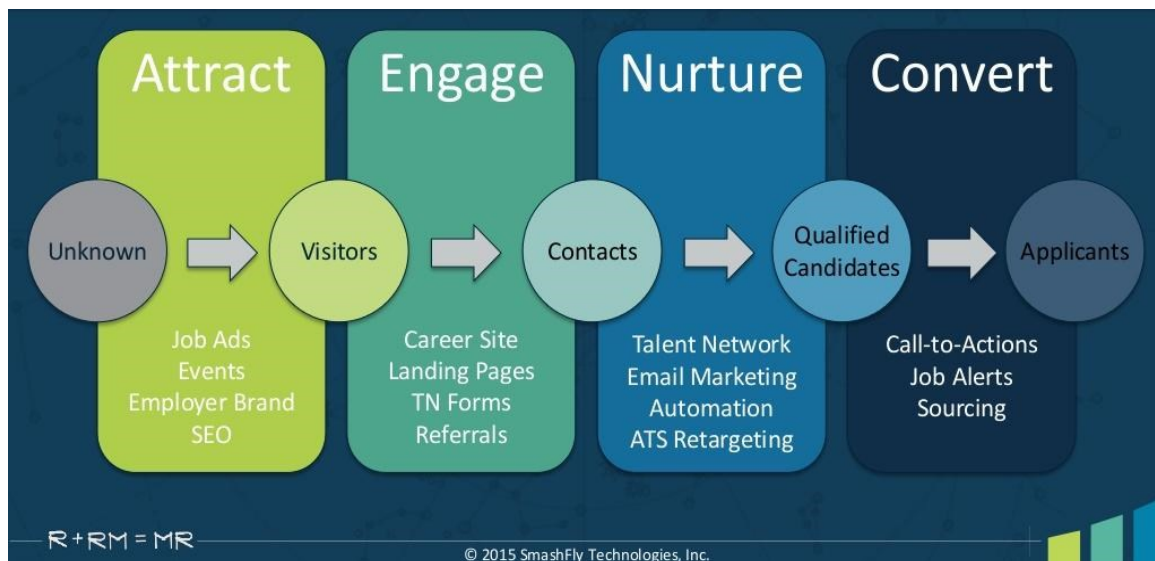 Attract
Engage
Nurture
Convert
Unknown
Visitors
Contacts
Qualified
Candidates
Applicants
Job Ads
Events
Employer Brand
SEO
Career Site
Landing Pages
TN Forms
Referrals
Talent Network
Email Marketing
Automation
ATS Retargeting
Call-to-Actions
Job Alerts
Sourcing
R+RM=MR
© 2015 SmashFly Technologies, Inc.